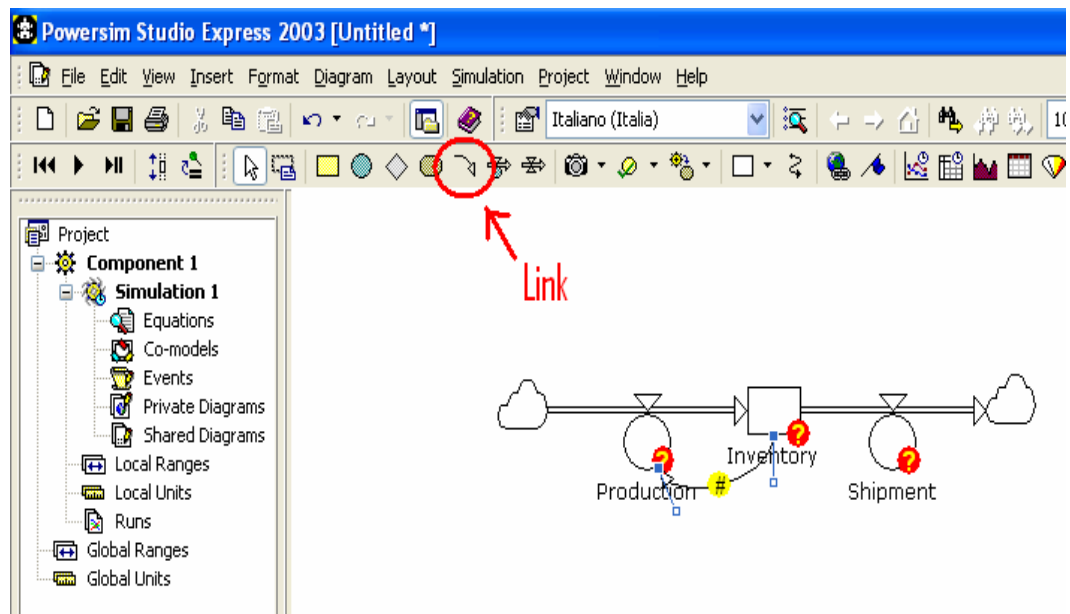 Powersim Studio Express 2003 [Untitled *]
File Edit View Insert Format Diagram Layout Simulation Project Window Help
Italiano (Italia) 10
Link
Project
Component 1
Simulation 1
Equations
Co-models
Events
Private Diagrams
Shared Diagrams
Local Ranges
Local Units
Runs
Global Ranges
Global Units
? ? ?
Inventory
Production # Shipment